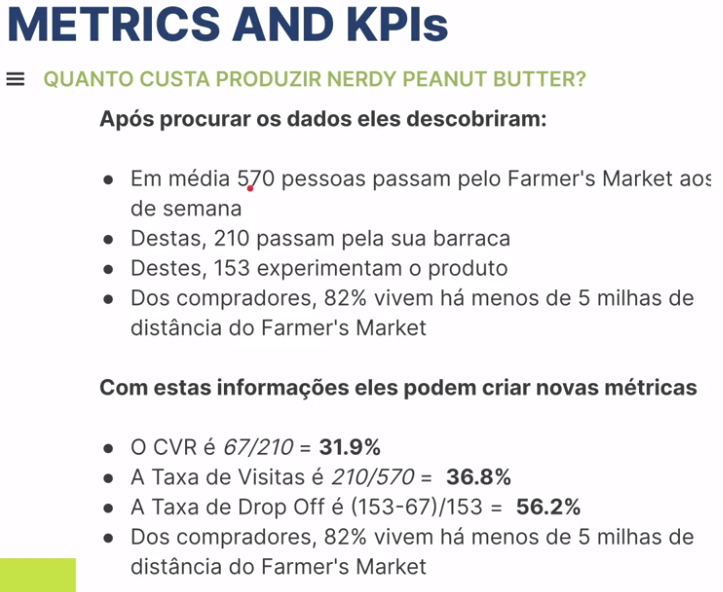 METRICS AND KPIs
QUANTO CUSTA PRODUZIR NERDY PEANUT BUTTER?
Após procurar os dados eles descobriram:
● Em média 570 pessoas passam pelo Farmer's Market aos
de semana
● Destas, 210 passam pela sua barraca
● Destes, 153 experimentam o produto
● Dos compradores, 82% vivem há menos de 5 milhas de
distância do Farmer's Market
Com estas informações eles podem criar novas métricas
● O CVR é 67/210 = 31.9%
● A Taxa de Visitas é 210/570 = 36.8%
● A Taxa de Drop Off é (153-67)/153 = 56.2%
● Dos compradores, 82% vivem há menos de 5 milhas de
distância do Farmer's Market